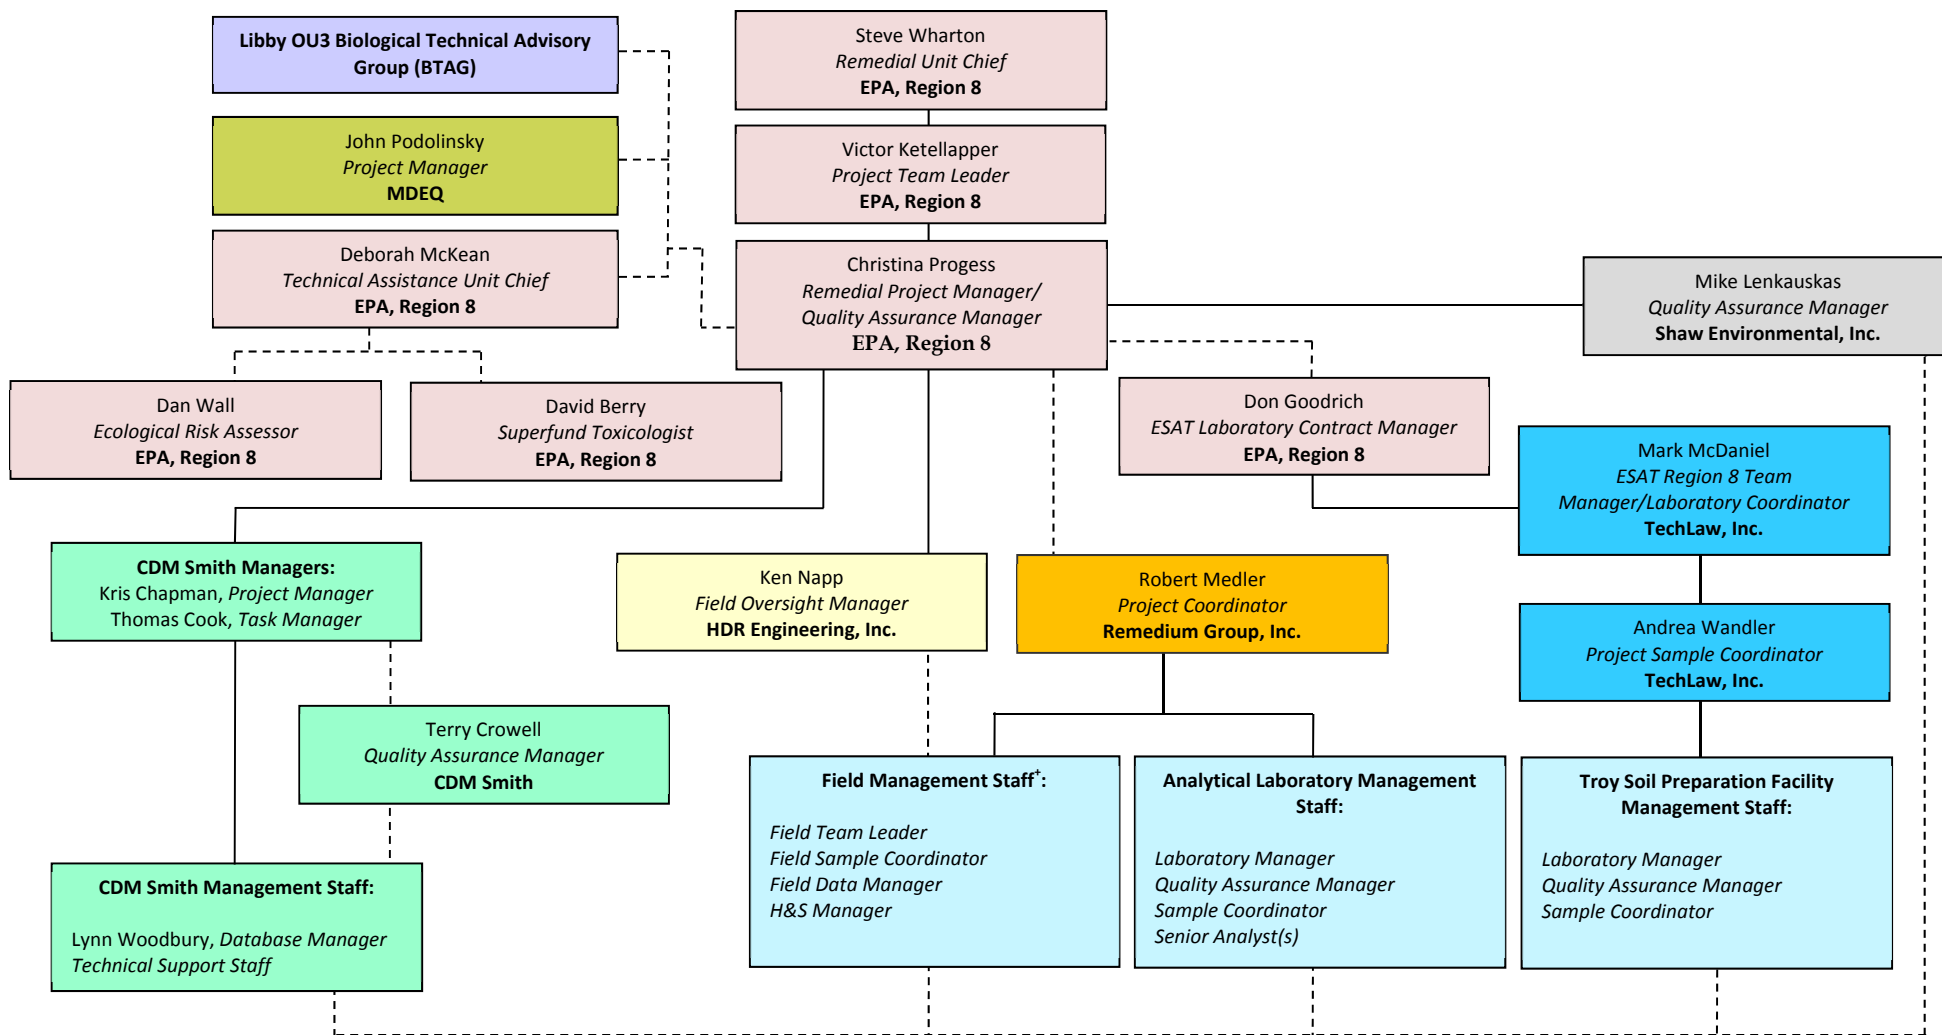 Libby OU3 Biological Technical Advisory
Group (BTAG)
Steve Wharton
Remedial Unit Chief
EPA, Region 8
John Podolinsky
Project Manager
MDEQ
Victor Ketellapper
Project Team Leader
EPA, Region 8
Deborah McKean
Technical Assistance Unit Chief
EPA, Region 8
Christina Progess
Remedial Project Manager/
Quality Assurance Manager
EPA, Region 8
Mike Lenkauskas
Quality Assurance Manager
Shaw Environmental, Inc.
Dan Wall
Ecological Risk Assessor
EPA, Region 8
David Berry
Superfund Toxicologist
EPA, Region 8
Don Goodrich
ESAT Laboratory Contract Manager
EPA, Region 8
Mark McDaniel
ESAT Region 8 Team
Manager/Laboratory Coordinator
TechLaw, Inc.
CDM Smith Managers:
Kris Chapman, Project Manager
Thomas Cook, Task Manager
Ken Napp
Field Oversight Manager
HDR Engineering, Inc.
Robert Medler
Project Coordinator
Remedium Group, Inc.
Andrea Wandler
Project Sample Coordinator
TechLaw, Inc.
Terry Crowell
Quality Assurance Manager
CDM Smith
Field Management Staff⁺:
Field Team Leader
Field Sample Coordinator
Field Data Manager
H&S Manager
Analytical Laboratory Management
Staff:
Laboratory Manager
Quality Assurance Manager
Sample Coordinator
Senior Analyst(s)
Troy Soil Preparation Facility
Management Staff:
Laboratory Manager
Quality Assurance Manager
Sample Coordinator
CDM Smith Management Staff:
Lynn Woodbury, Database Manager
Technical Support Staff